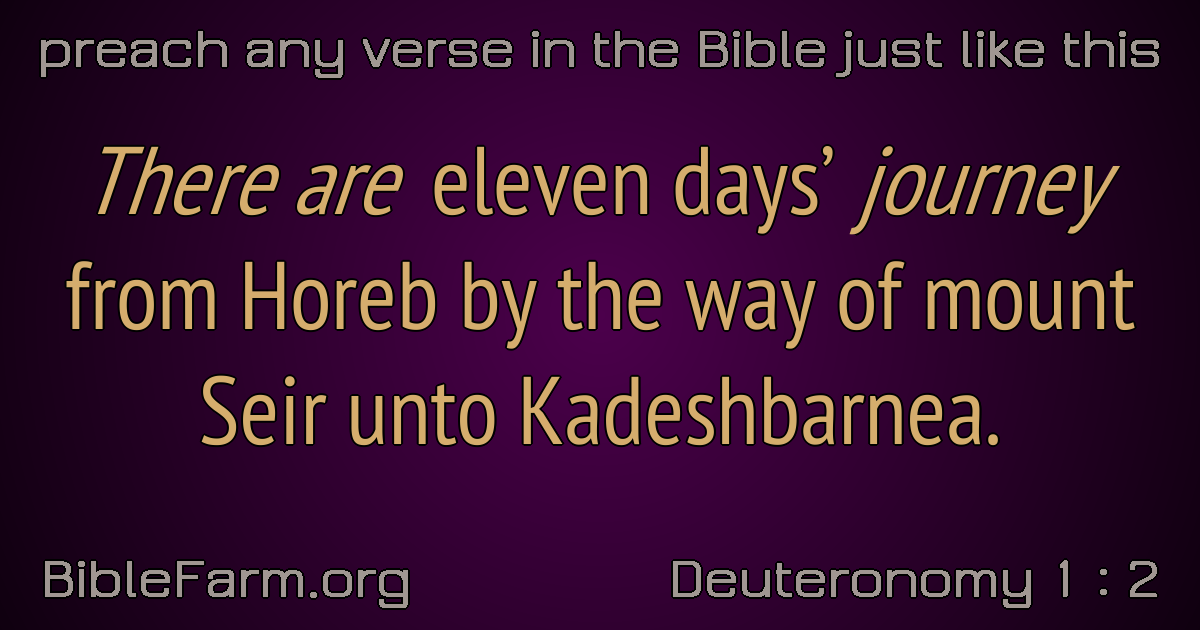 preach any verse in the Bible just like this
There are eleven days’ journey
from Horeb by the way of mount
Seir unto Kadeshbarnea.
BibleFarm.org
Deuteronomy 1 : 2